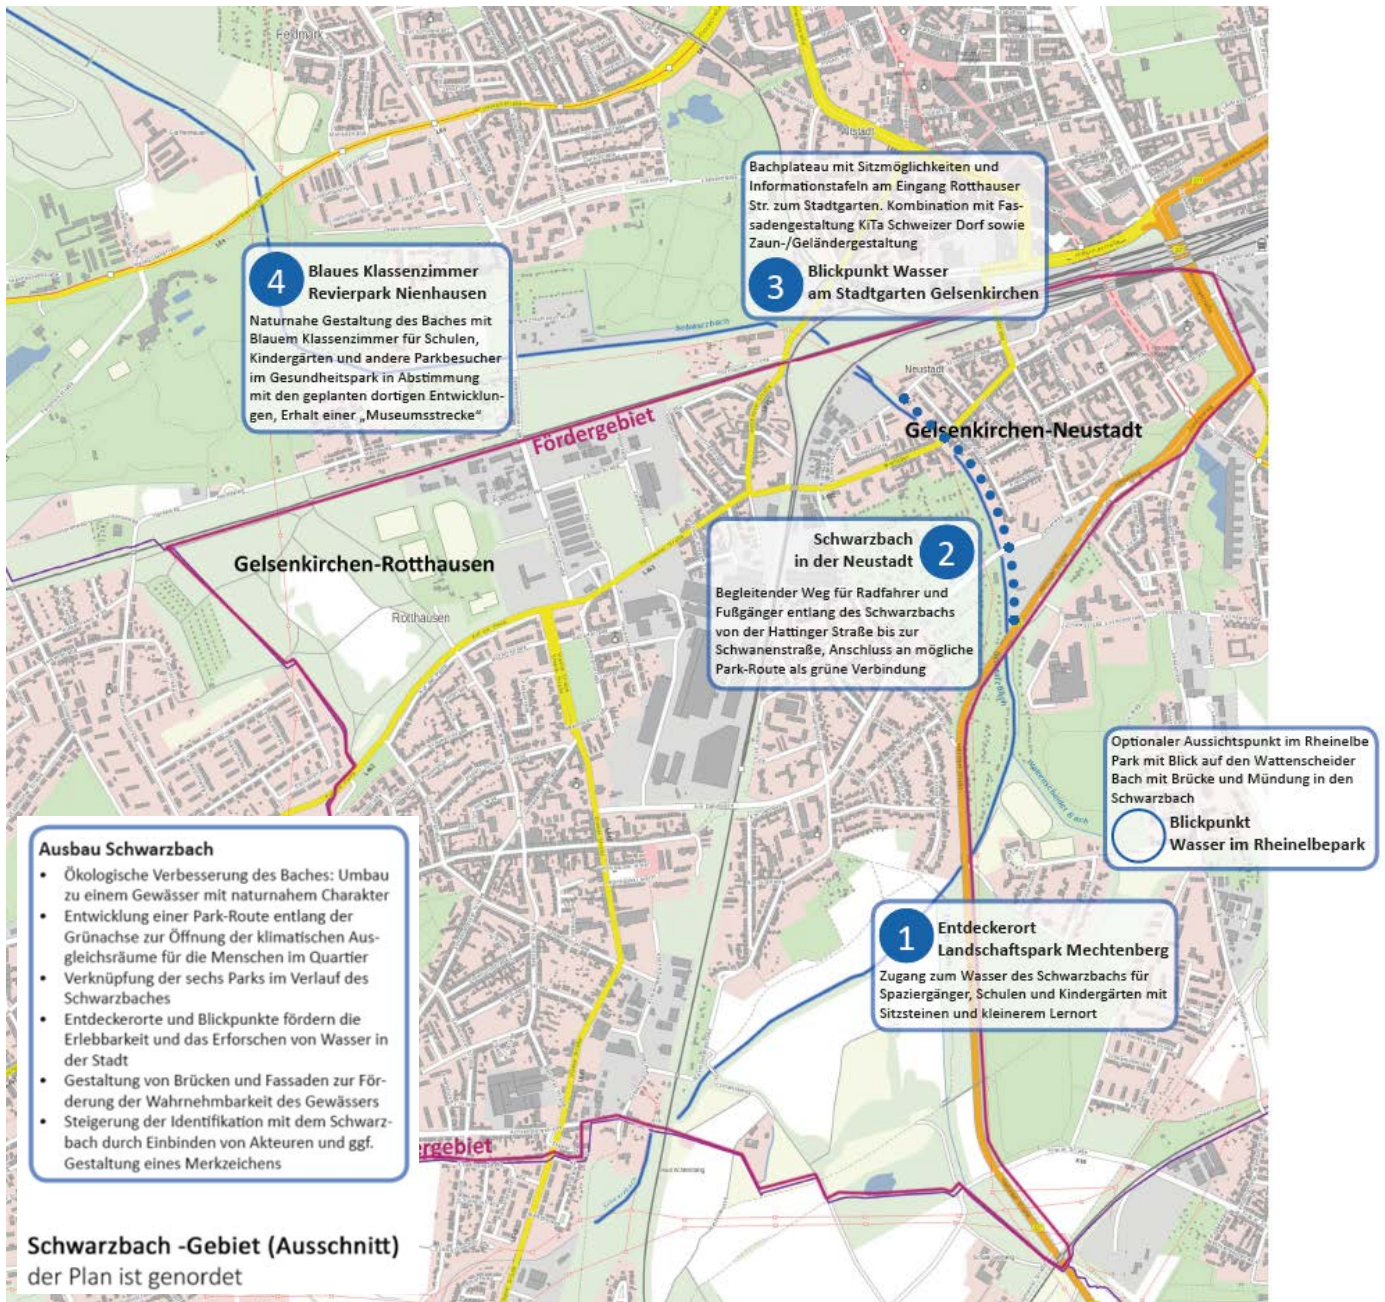 Feldmark
Altstadt
Bachplateau mit Sitzmöglichkeiten und
Informationstafeln am Eingang Rotthauser
Str. zum Stadtgarten. Kombination mit Fas-
sadengestaltung KiTa Schweizer Dorf sowie
Zaun-/Geländergestaltung
3
Blickpunkt Wasser
am Stadtgarten Gelsenkirchen
4
Blaues Klassenzimmer
Revierpark Nienhausen
Naturnahe Gestaltung des Baches mit
Blauem Klassenzimmer für Schulen,
Kindergärten und andere Parkbesucher
im Gesundheitspark in Abstimmung
mit den geplanten dortigen Entwicklun-
gen, Erhalt einer „Museumsstrecke“
Schwarzbach
Neustadt
Fördergebiet
Gelsenkirchen-Neustadt
Gelsenkirchen-Rotthausen
Rotthausen
Schwarzbach
in der Neustadt
2
Begleitender Weg für Radfahrer und
Fußgänger entlang des Schwarzbachs
von der Hattinger Straße bis zur
Schwanenstraße, Anschluss an mögliche
Park-Route als grüne Verbindung
Optionaler Aussichtspunkt im Rheinelbe
Park mit Blick auf den Wattenscheider
Bach mit Brücke und Mündung in den
Schwarzbach
Blickpunkt
Wasser im Rheinelbepark
Wattenscheider Bach
1
Entdeckerort
Landschaftspark Mechtenberg
Zugang zum Wasser des Schwarzbachs für
Spaziergänger, Schulen und Kindergärten mit
Sitzsteinen und kleinerem Lernort
Ausbau Schwarzbach
• Ökologische Verbesserung des Baches: Umbau
zu einem Gewässer mit naturnahem Charakter
• Entwicklung einer Park-Route entlang der
Grünachse zur Öffnung der klimatischen Aus-
gleichsräume für die Menschen im Quartier
• Verknüpfung der sechs Parks im Verlauf des
Schwarzbaches
• Entdeckerorte und Blickpunkte fördern die
Erlebbarkeit und das Erforschen von Wasser in
der Stadt
• Gestaltung von Brücken und Fassaden zur För-
derung der Wahrnehmbarkeit des Gewässers
• Steigerung der Identifikation mit dem Schwarz-
bach durch Einbinden von Akteuren und ggf.
Gestaltung eines Merkzeichens
ergebiet
Schwarzbach
Schwarzbach -Gebiet (Ausschnitt)
der Plan ist genordet